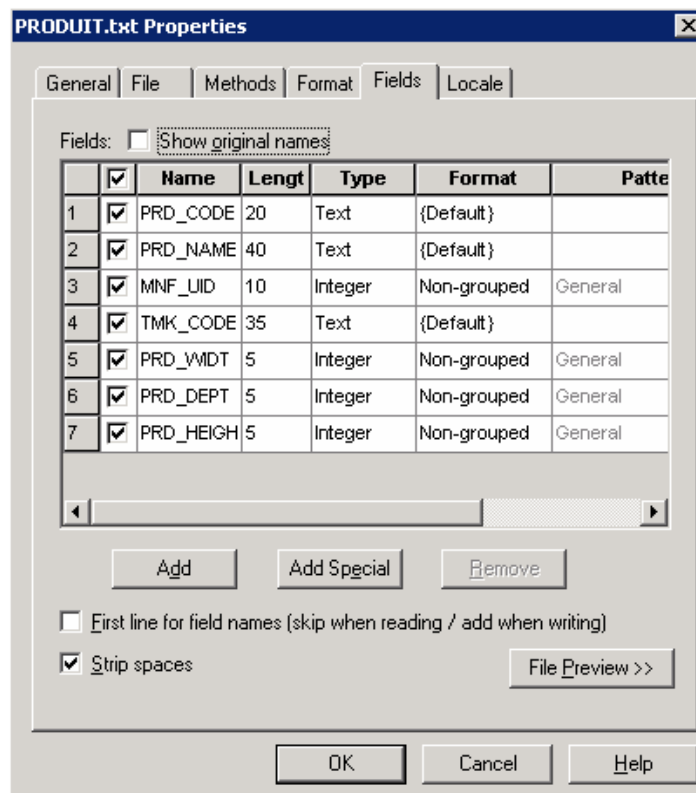 PRODUIT.txt Properties
General File Methods Format Fields Locale
Fields: Show original names
Name Lengt Type Format Patte
1 PRD_CODE 20 Text {Default}
2 PRD_NAME 40 Text {Default}
3 MNF_UID 10 Integer Non-grouped General
4 TMK_CODE 35 Text {Default}
5 PRD_WIDT 5 Integer Non-grouped General
6 PRD_DEPT 5 Integer Non-grouped General
7 PRD_HEIGH 5 Integer Non-grouped General
Add Add Special Remove
First line for field names (skip when reading / add when writing)
Strip spaces
File Preview >>
OK Cancel Help